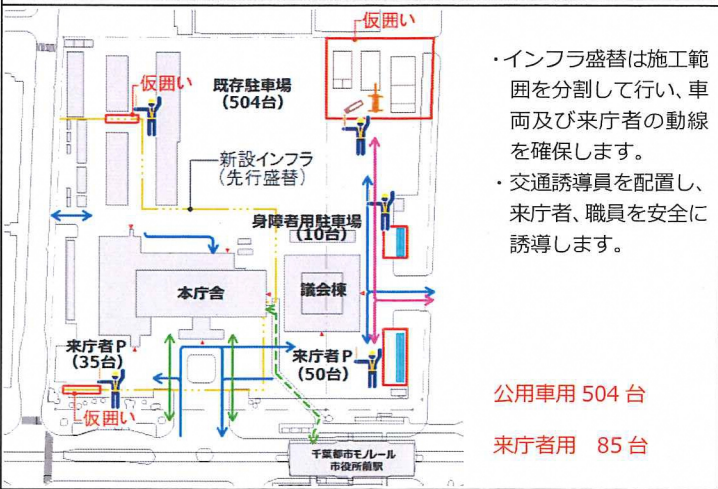 仮囲い
仮囲い
既存駐車場
(504台)
新設インフラ
(先行盛替)
身障者用駐車場
(10台)
本庁舎
議会棟
来庁者P
(35台)
来庁者P
(50台)
仮囲い
千葉都市モノレール
市役所前駅
・インフラ盛替は施工範
囲を分割して行い、車
両及び来庁者の動線
を確保します。
・交通誘導員を配置し、
来庁者、職員を安全に
誘導します。
公用車用 504 台
来庁者用 85 台